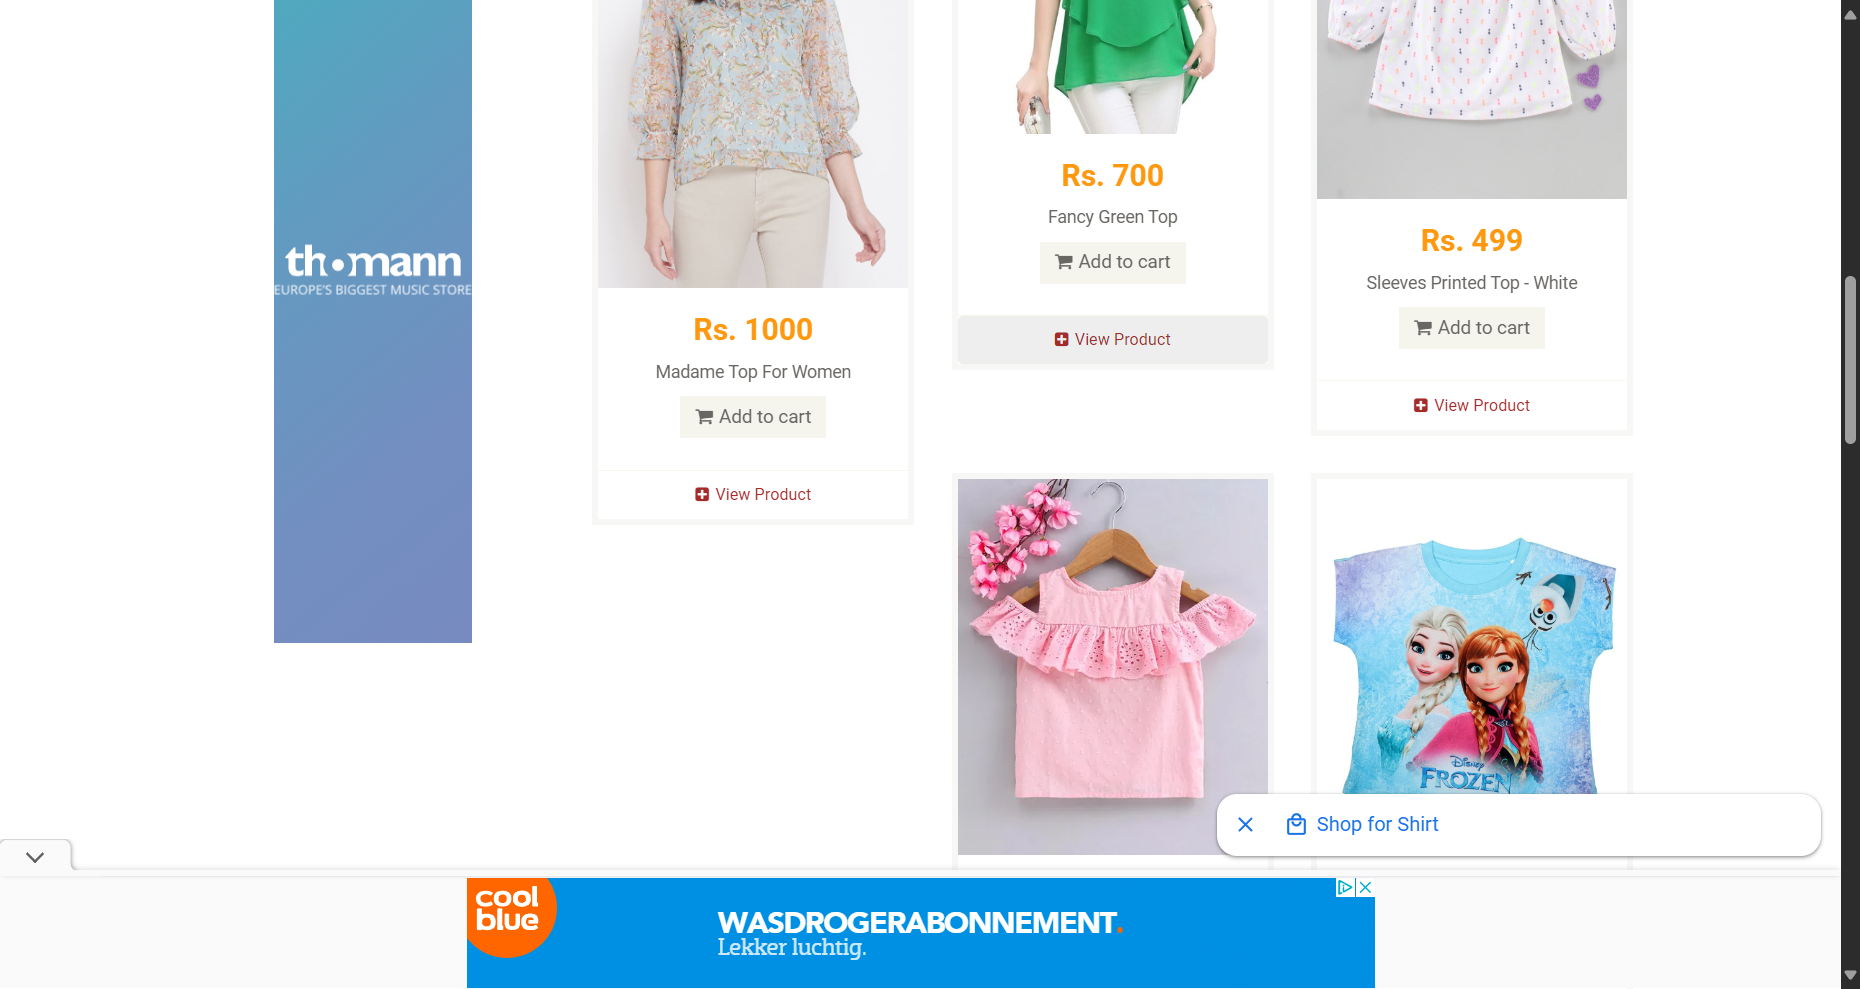 th•mann
EUROPE'S BIGGEST MUSIC STORE
Rs. 1000
Madame Top For Women
Add to cart
View Product
Rs. 700
Fancy Green Top
Add to cart
View Product
Rs. 499
Sleeves Printed Top - White
Add to cart
View Product
Disney
FROZEN
Shop for Shirt
cool
blue
WASDROGERABONNEMENT.
Lekker luchtig.